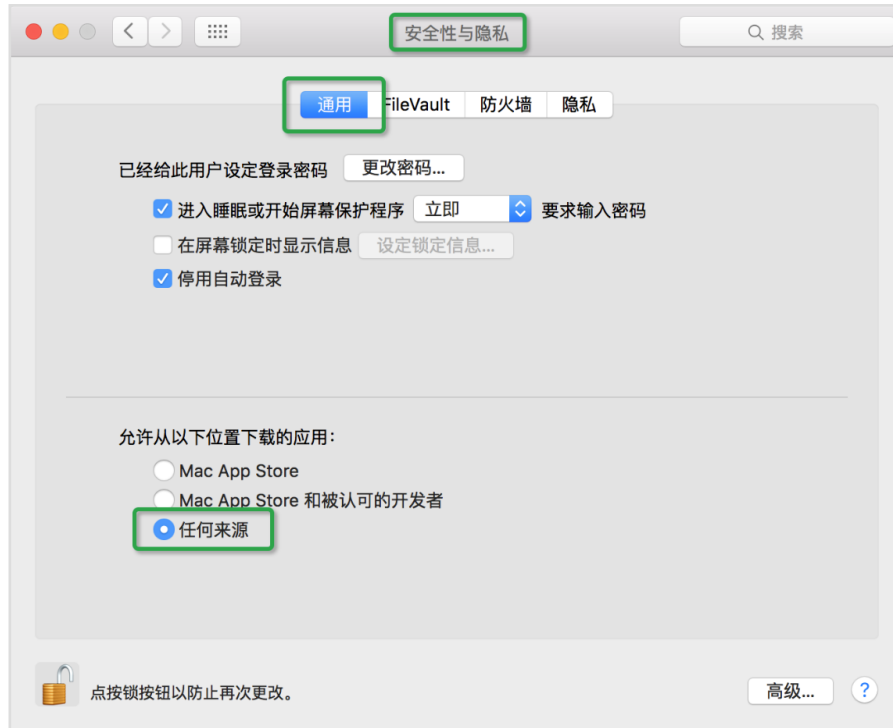 安全性与隐私
搜索
通用 FileVault 防火墙 隐私
已经给此用户设定登录密码 更改密码...
进入睡眠或开始屏幕保护程序 立即 要求输入密码
在屏幕锁定时显示信息 设定锁定信息...
停用自动登录
允许从以下位置下载的应用：
Mac App Store
Mac App Store 和被认可的开发者
任何来源
点按锁按钮以防止再次更改。
高级... ?